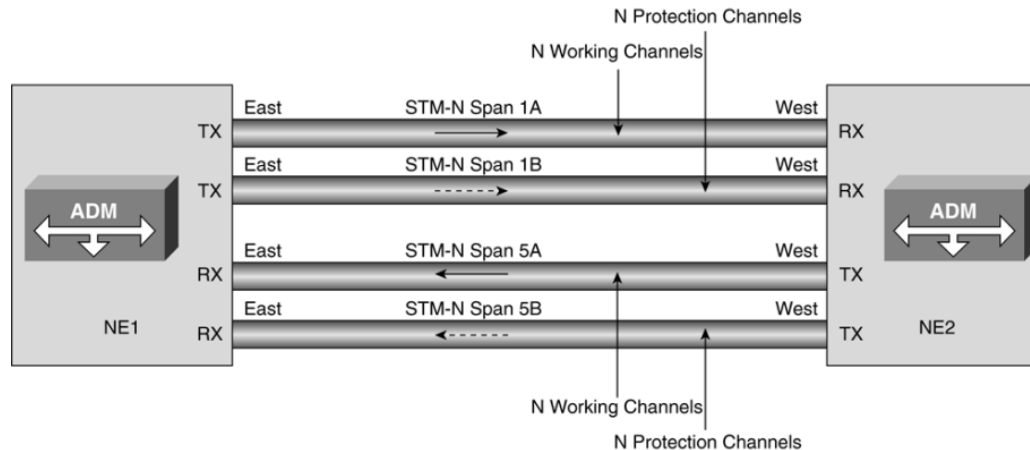 N Protection Channels
N Working Channels
East STM-N Span 1A West
TX RX
East STM-N Span 1B West
TX RX
ADM ADM
East STM-N Span 5A West
RX TX
East STM-N Span 5B West
NE1 RX TX NE2
N Working Channels
N Protection Channels